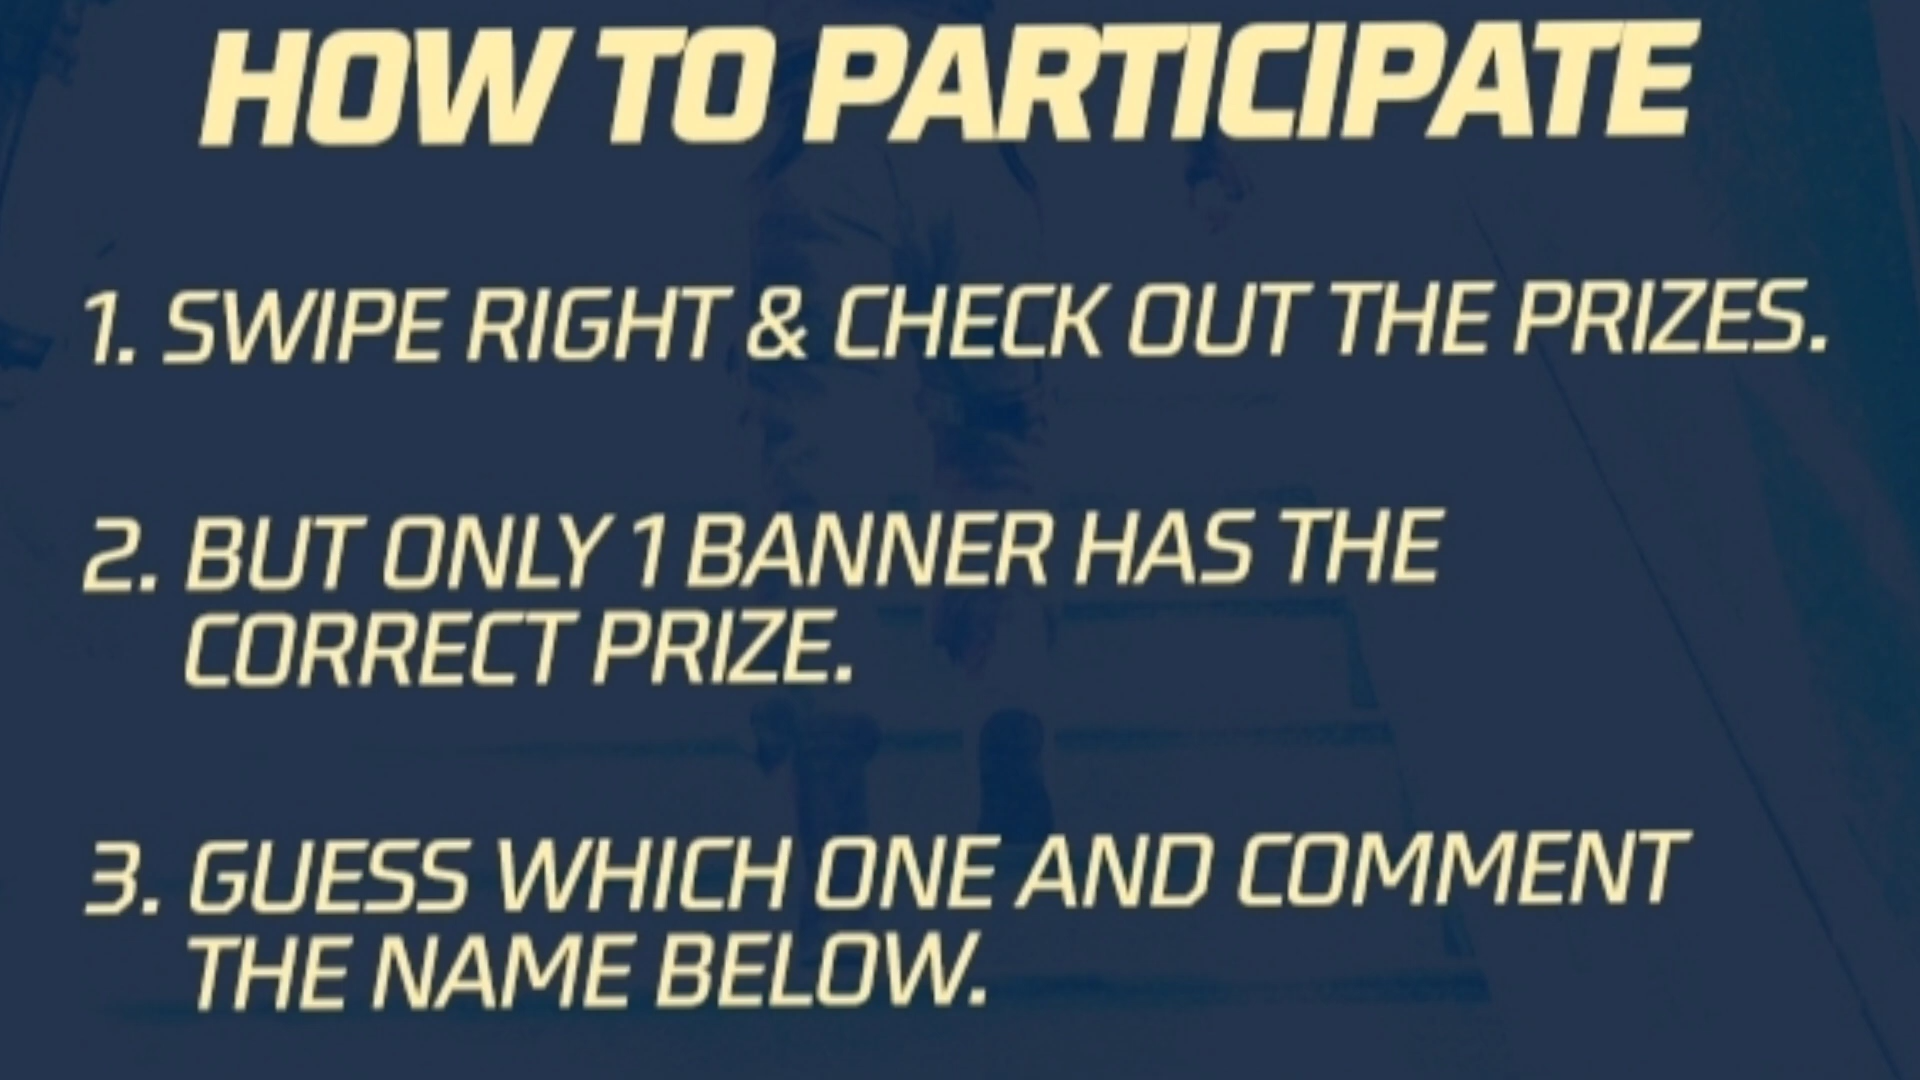 HOW TO PARTICIPATE
1. SWIPE RIGHT & CHECK OUT THE PRIZES.
2. BUT ONLY 1 BANNER HAS THE
CORRECT PRIZE.
3. GUESS WHICH ONE AND COMMENT
THE NAME BELOW.